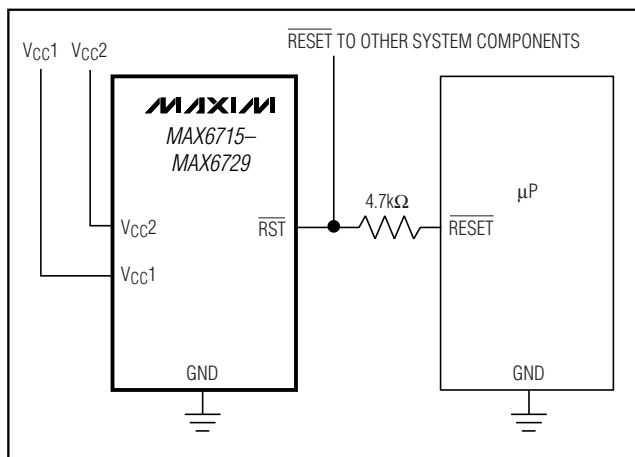 RESET TO OTHER SYSTEM COMPONENTS
VCC1 VCC2
MAXIM
MAX6715–
MAX6729
μP
4.7kΩ
VCC2
RST
RESET
VCC1
GND
GND